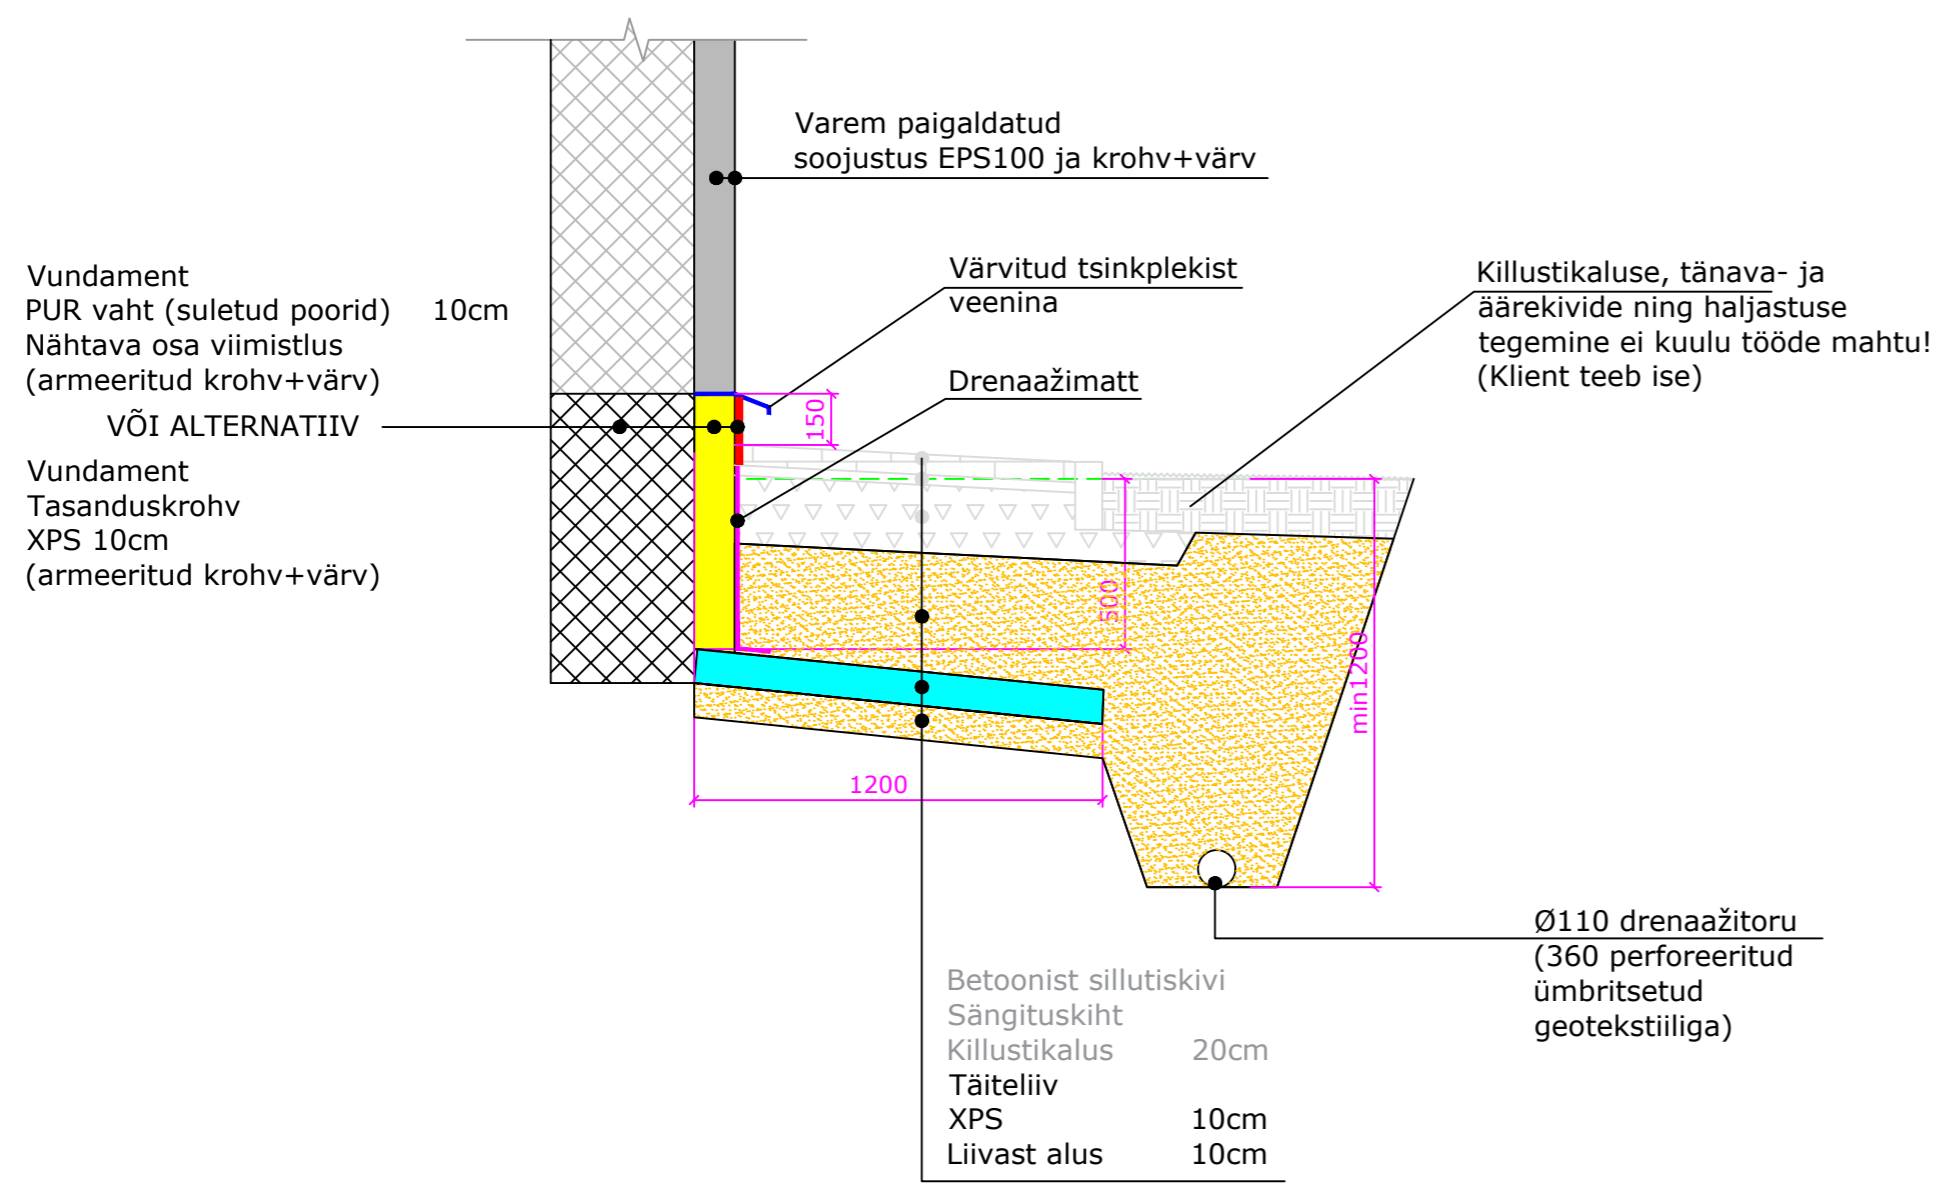 Varem paigaldatud
soojustus EPS100 ja krohv+värv
Vundament
PUR vaht (suletud poorid) 10cm
Nähtava osa viimistlus
(armeeritud krohv+värv)
VÕI ALTERNATIIV
Vundament
Tasanduskrohv
XPS 10cm
(armeeritud krohv+värv)
Värvitud tsinkplekist
veenina
Drenaažimatt
Killustikaluse, tänava- ja
äärekivide ning haljastuse
tegemine ei kuulu tööde mahtu!
(Klient teeb ise)
150
500
min1200
1200
Ø110 drenaažitoru
(360 perforeeritud
ümbritsetud
geotekstiiliga)
Betoonist sillutiskivi
Sängituskiht
Killustikalus 20cm
Täiteliiv
XPS 10cm
Liivast alus 10cm